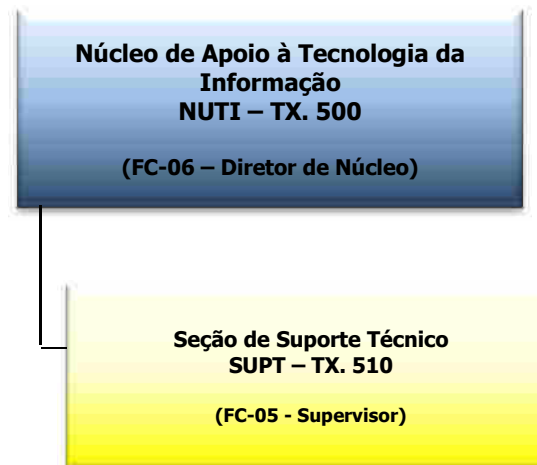 Núcleo de Apoio à Tecnologia da
Informação
NUTI – TX. 500
(FC-06 – Diretor de Núcleo)
Seção de Suporte Técnico
SUPT – TX. 510
(FC-05 - Supervisor)